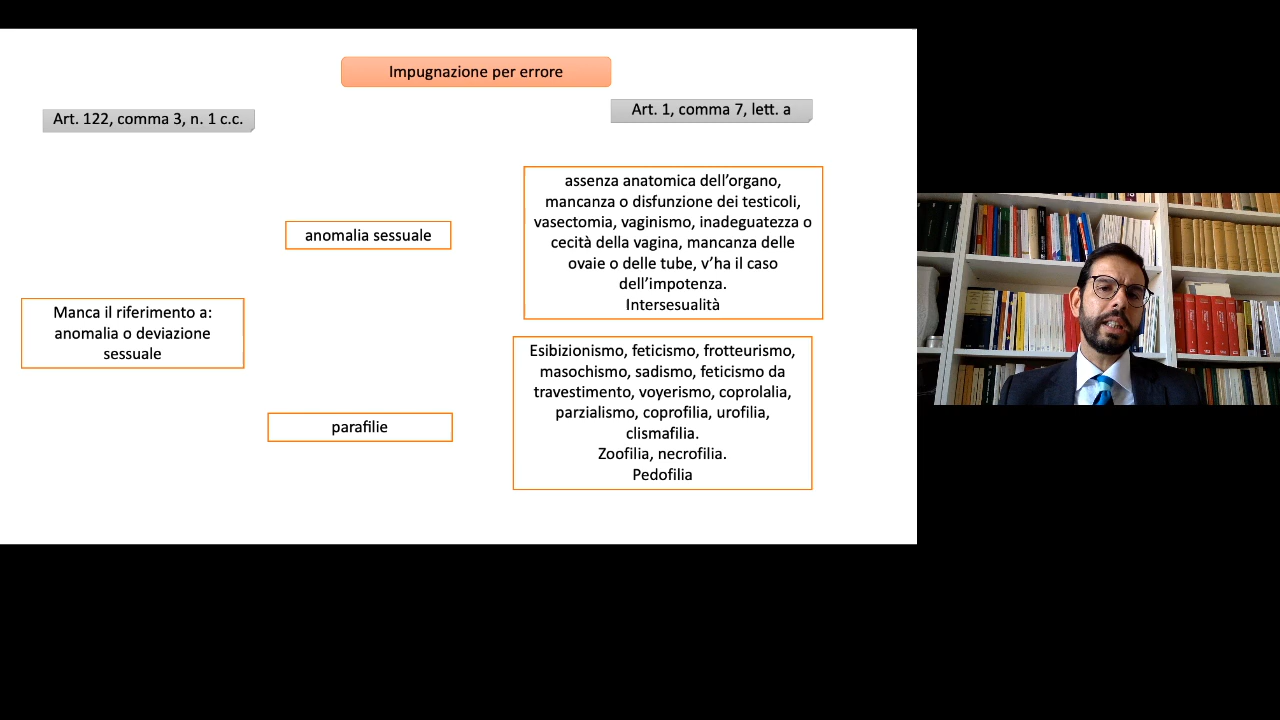 Impugnazione per errore
Art. 122, comma 3, n. 1 c.c.
Art. 1, comma 7, lett. a
assenza anatomica dell’organo,
mancanza o disfunzione dei testicoli,
vasectomia, vaginismo, inadeguatezza o
cecità della vagina, mancanza delle
ovaie o delle tube, v’ha il caso
dell’impotenza.
Intersesualità
anomalia sessuale
Manca il riferimento a:
anomalia o deviazione
sessuale
Esibizionismo, feticismo, frotteurismo,
masochismo, sadismo, feticismo da
travestimento, voyerismo, coprolalia,
parzialismo, coprofilia, urofilia,
clismafilia.
Zoofilia, necrofilia.
Pedofilia
parafilie